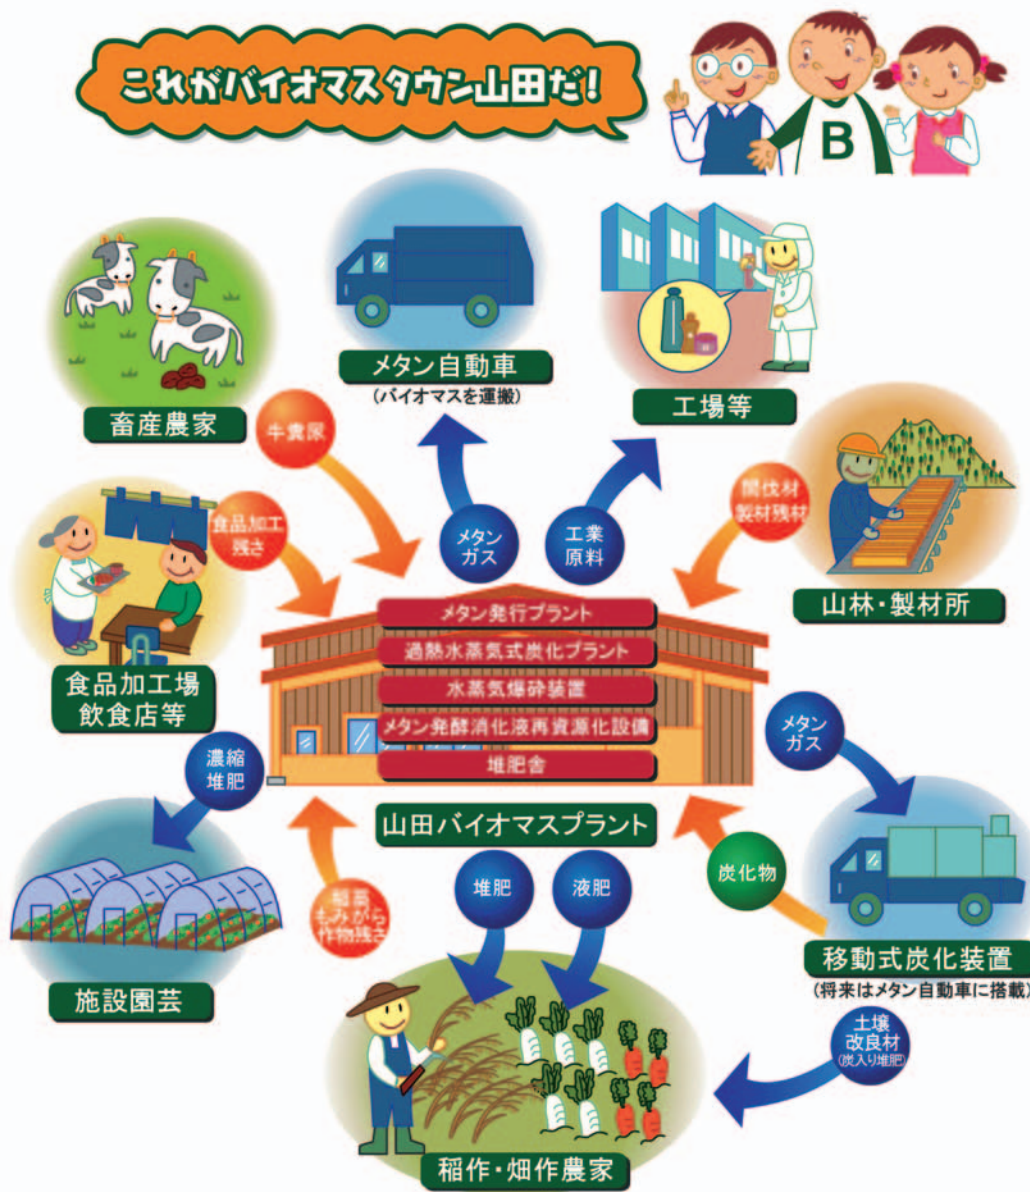 これがバイオマスタウン山田だ!
B
畜産農家
メタン自動車
(バイオマスを運搬)
工場等
牛糞尿
食品加工
残さ
メタン
ガス
工業
原料
間伐材
製材残材
山林・製材所
食品加工場
飲食店等
メタン発行プラント
過熱水蒸気式炭化プラント
水蒸気爆砕装置
メタン発酵消化液再資源化設備
堆肥舎
山田バイオマスプラント
濃縮
堆肥
メタン
ガス
施設園芸
稲藁
もみがら
作物残さ
堆肥
液肥
炭化物
移動式炭化装置
(将来はメタン自動車に搭載)
土壌
改良材
(炭入り堆肥)
稲作・畑作農家